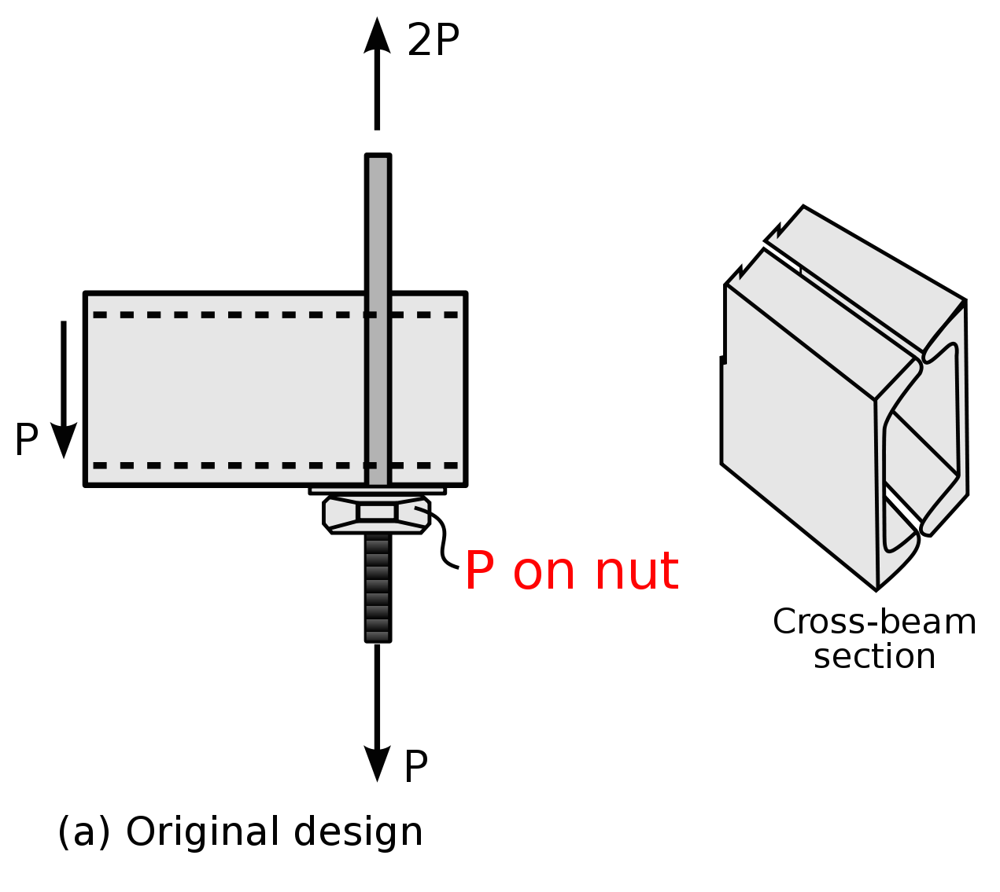 2P
P
P on nut
Cross-beam
section
P
(a) Original design